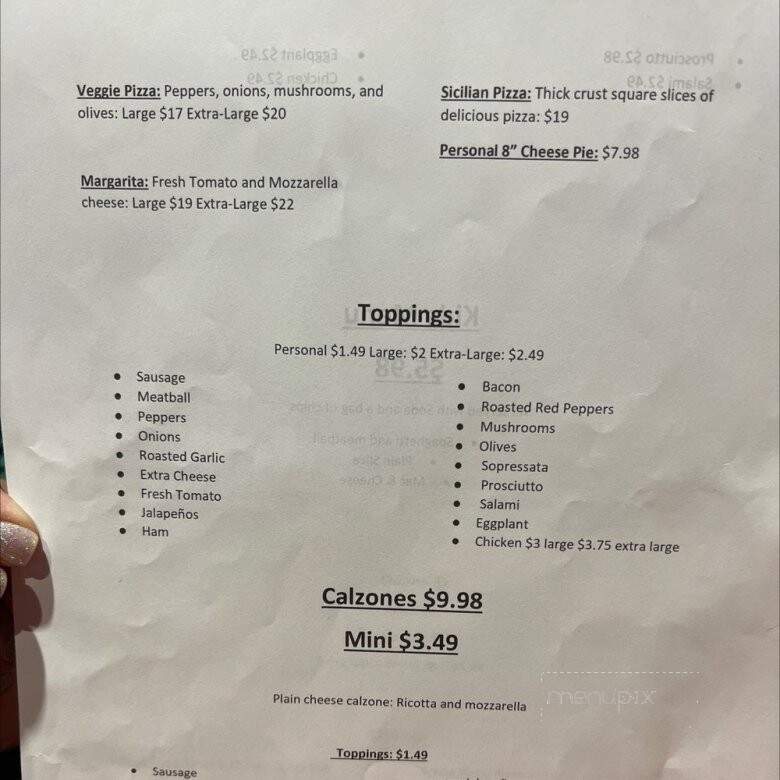 Veggie Pizza: Peppers, onions, mushrooms, and
olives: Large $17 Extra-Large $20
Margarita: Fresh Tomato and Mozzarella
cheese: Large $19 Extra-Large $22
Sicilian Pizza: Thick crust square slices of
delicious pizza: $19
Personal 8” Cheese Pie: $7.98
Toppings:
Personal $1.49 Large: $2 Extra-Large: $2.49
• Sausage
• Meatball
• Peppers
• Onions
• Roasted Garlic
• Extra Cheese
• Fresh Tomato
• Jalapeños
• Ham
• Bacon
• Roasted Red Peppers
• Mushrooms
• Olives
• Sopressata
• Prosciutto
• Salami
• Eggplant
• Chicken $3 large $3.75 extra large
Calzones $9.98
Mini $3.49
Plain cheese calzone: Ricotta and mozzarella
menupix
Toppings: $1.49
• Sausage